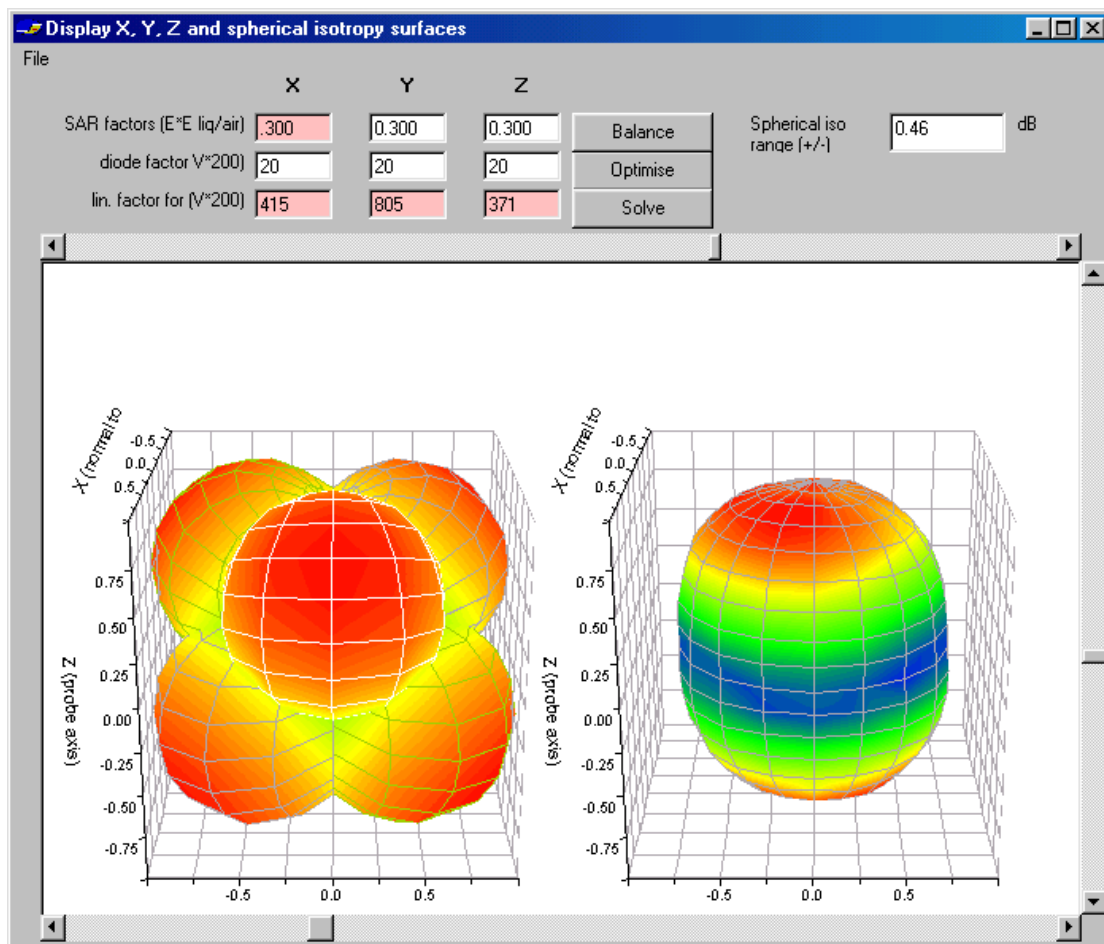 Display X, Y, Z and spherical isotropy surfaces
File
X Y Z
SAR factors (E*E liq/air) .300 0.300 0.300 Balance Spherical iso range (+/-) 0.46 dB
diode factor V*200) 20 20 20 Optimise
lin. factor for (V*200) 415 805 371 Solve
X (normal to
-0.5
0.0
0.5
0.75
0.50
0.25
0.00
-0.25
-0.50
-0.75
Z (probe axis)
-0.5 0.0 0.5
X (normal to
-0.5
0.0
0.5
0.75
0.50
0.25
0.00
-0.25
-0.50
-0.75
Z (probe axis)
-0.5 0.0 0.5